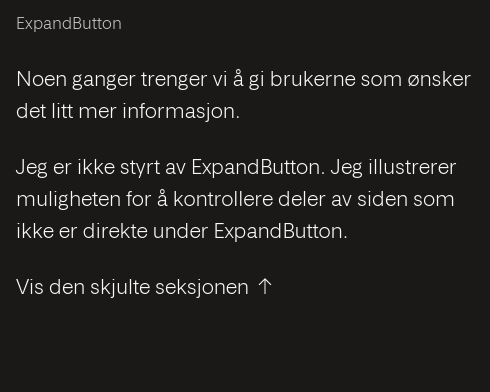 ExpandButton
Noen ganger trenger vi å gi brukerne som ønsker
det litt mer informasjon.
Jeg er ikke styrt av ExpandButton. Jeg illustrerer
muligheten for å kontrollere deler av siden som
ikke er direkte under ExpandButton.
Vis den skjulte seksjonen ↑